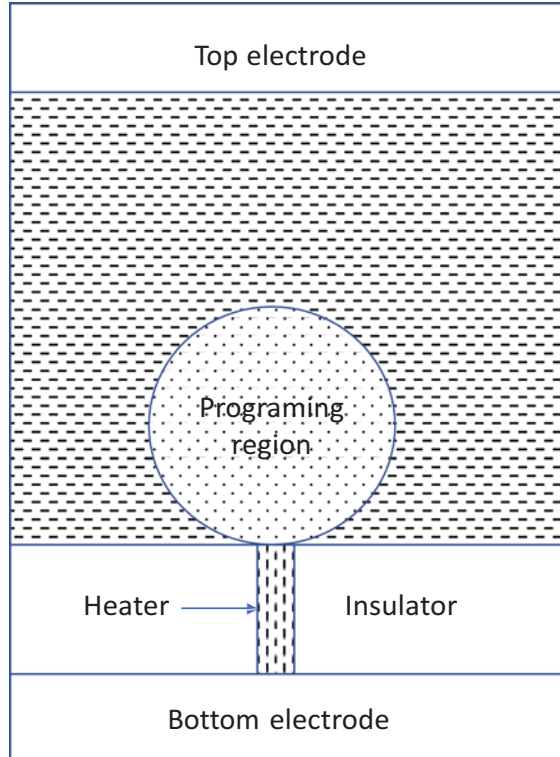 Top electrode
Programing
region
Heater
Insulator
Bottom electrode